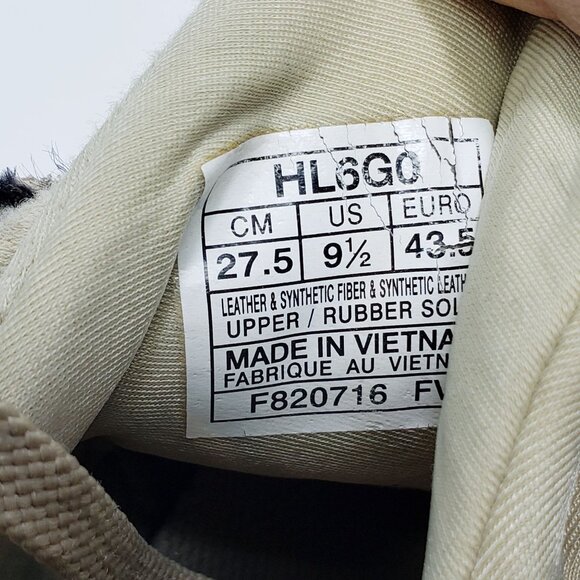 HL6G0
CM US EURO
27.5 9½ 43.5
LEATHER & SYNTHETIC FIBER & SYNTHETIC LEATH
UPPER / RUBBER SOL
MADE IN VIETNA
FABRIQUE AU VIETN
F820716 FV